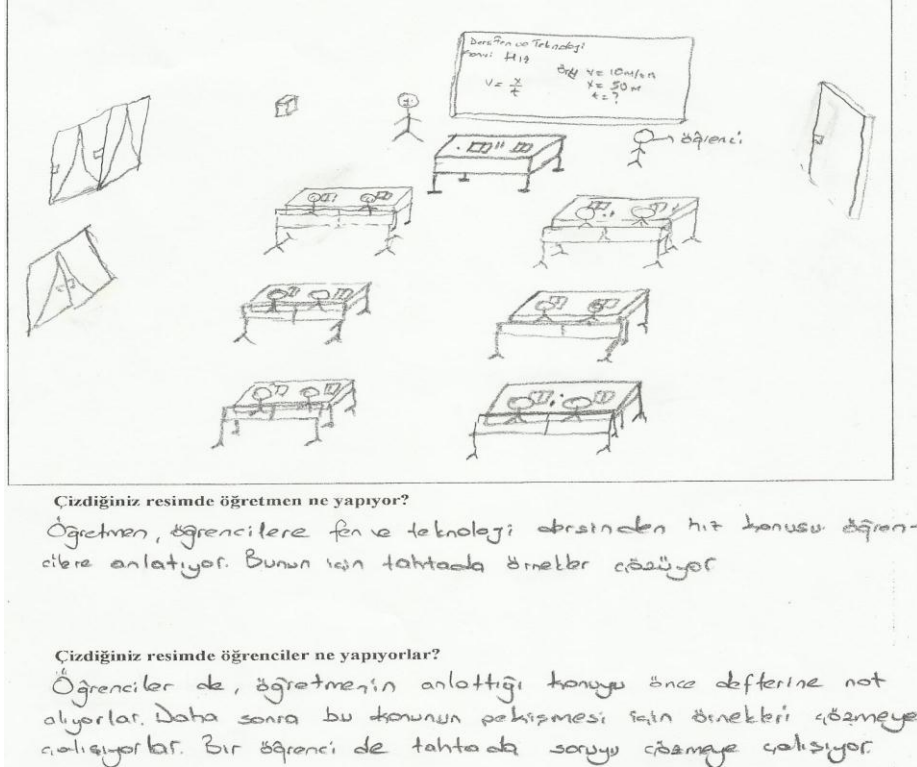 Ders: Fen ve Teknoloji
Konu: Hız
Örn/ v = 10 m/sn
v = x/t
x = 50 m
t = ?
öğrenci
Çizdiğiniz resimde öğretmen ne yapıyor?
Öğretmen, öğrencilere fen ve teknoloji dersinden hız konusu öğren-
cilere anlatıyor. Bunun için tahtada örnekler çözüyor
Çizdiğiniz resimde öğrenciler ne yapıyorlar?
Öğrenciler de, öğretmenin anlattığı konuyu önce defterine not
alıyorlar. Daha sonra bu konunun pekişmesi için örnekleri çözmeye
çalışıyorlar. Bir öğrenci de tahtada soruyu çözmeye çalışıyor.